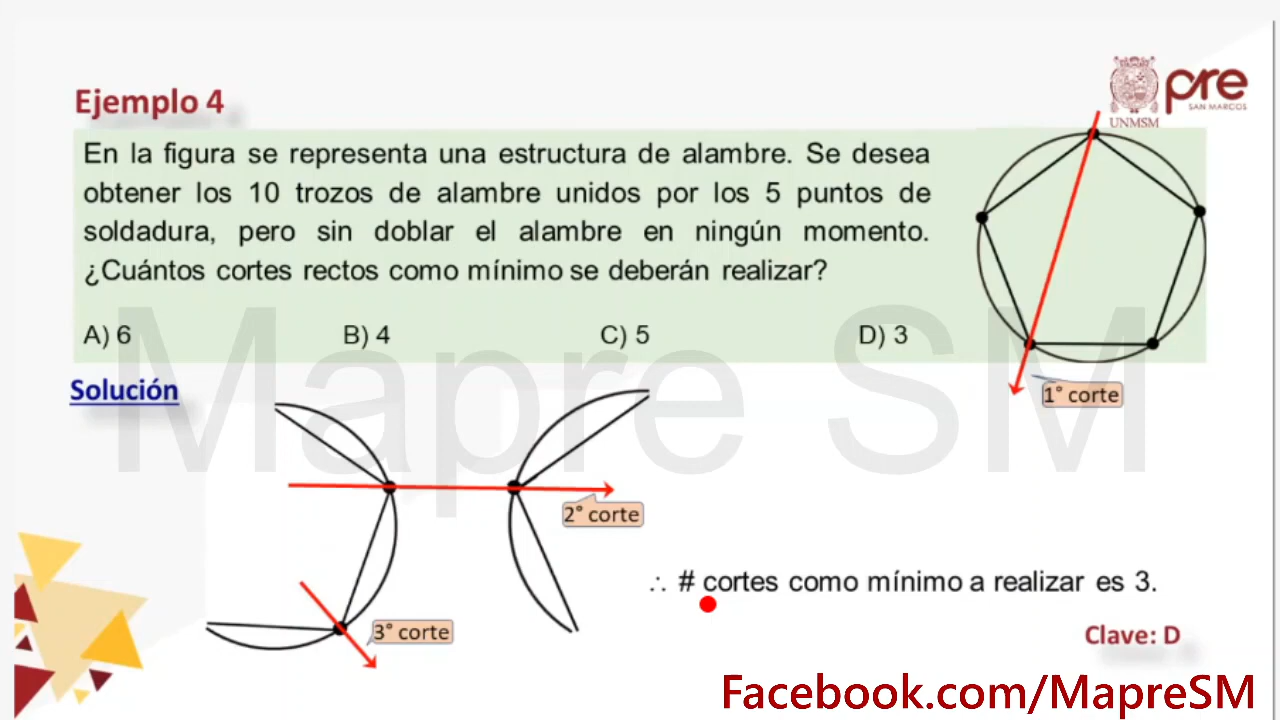 Ejemplo 4
UNMSM
pre
SAN MARCOS
En la figura se representa una estructura de alambre. Se desea
obtener los 10 trozos de alambre unidos por los 5 puntos de
soldadura, pero sin doblar el alambre en ningún momento.
¿Cuántos cortes rectos como mínimo se deberán realizar?
A) 6 B) 4 C) 5 D) 3
1° corte
Solución
2° corte
3° corte
∴ # cortes como mínimo a realizar es 3.
Clave: D
Mapre SM
Facebook.com/MapreSM